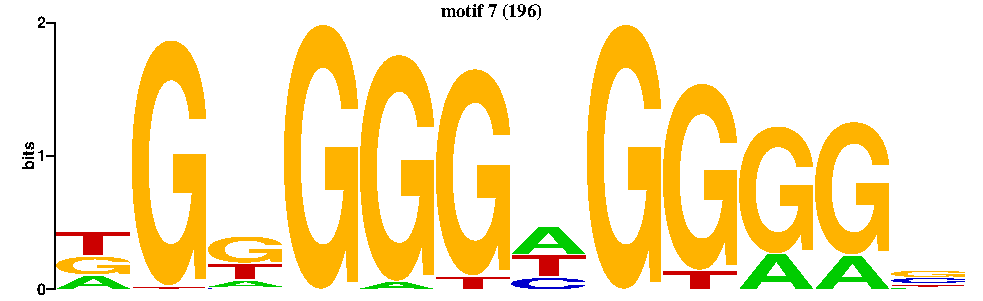 motif 7 (196)
2
1
0
bits
T G G G G G A G G G G G
G T G A T T T T A A C
A A C T